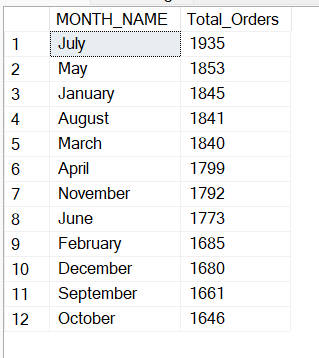 MONTH_NAME Total_Orders
1 July 1935
2 May 1853
3 January 1845
4 August 1841
5 March 1840
6 April 1799
7 November 1792
8 June 1773
9 February 1685
10 December 1680
11 September 1661
12 October 1646